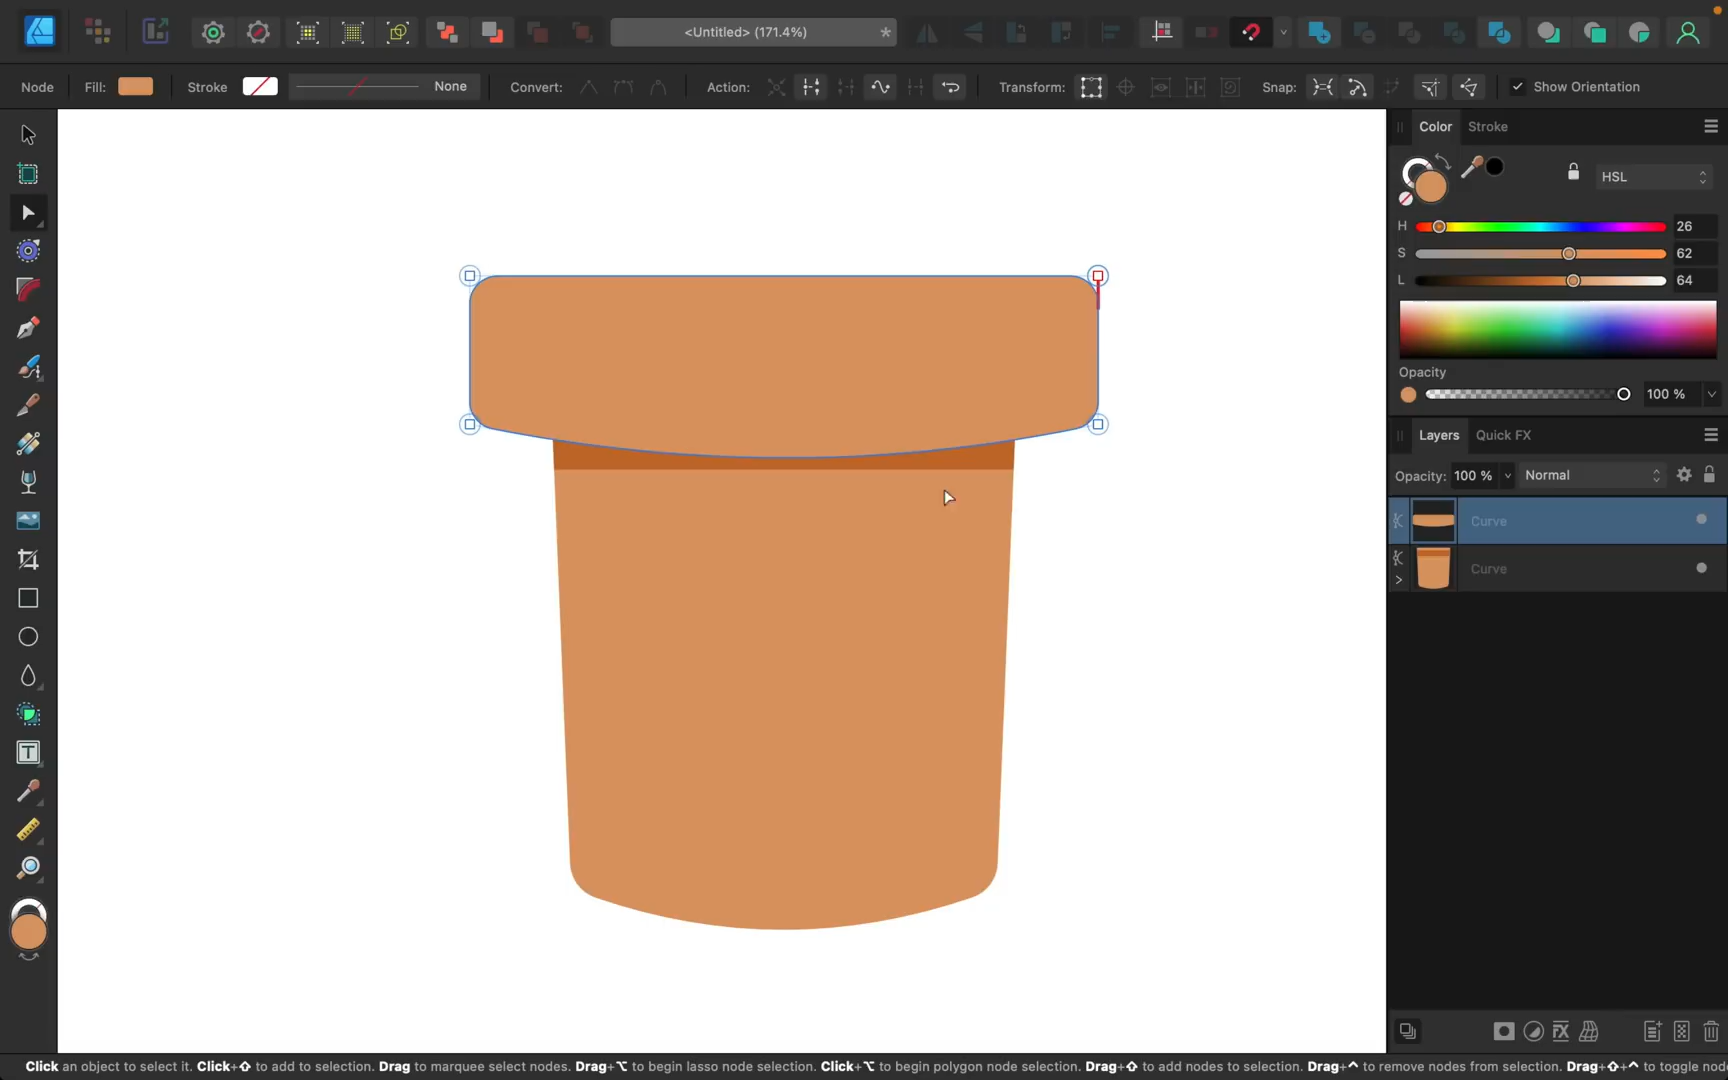 <Untitled> (171.4%)
*
Node Fill: Stroke None Convert: Action: Transform: Snap: Show Orientation
Color Stroke
HSL
H 26
S 62
L 64
Opacity
100 %
Layers Quick FX
Opacity: 100 % Normal
Curve
Curve
T
FX
Click an object to select it. Click+⇧ to add to selection. Drag to marquee select nodes. Drag+⌥ to begin lasso node selection. Click+⌥ to begin polygon node selection. Drag+⇧ to add nodes to selection. Drag+⌃ to remove nodes from selection. Drag+⇧+⌃ to toggle nod